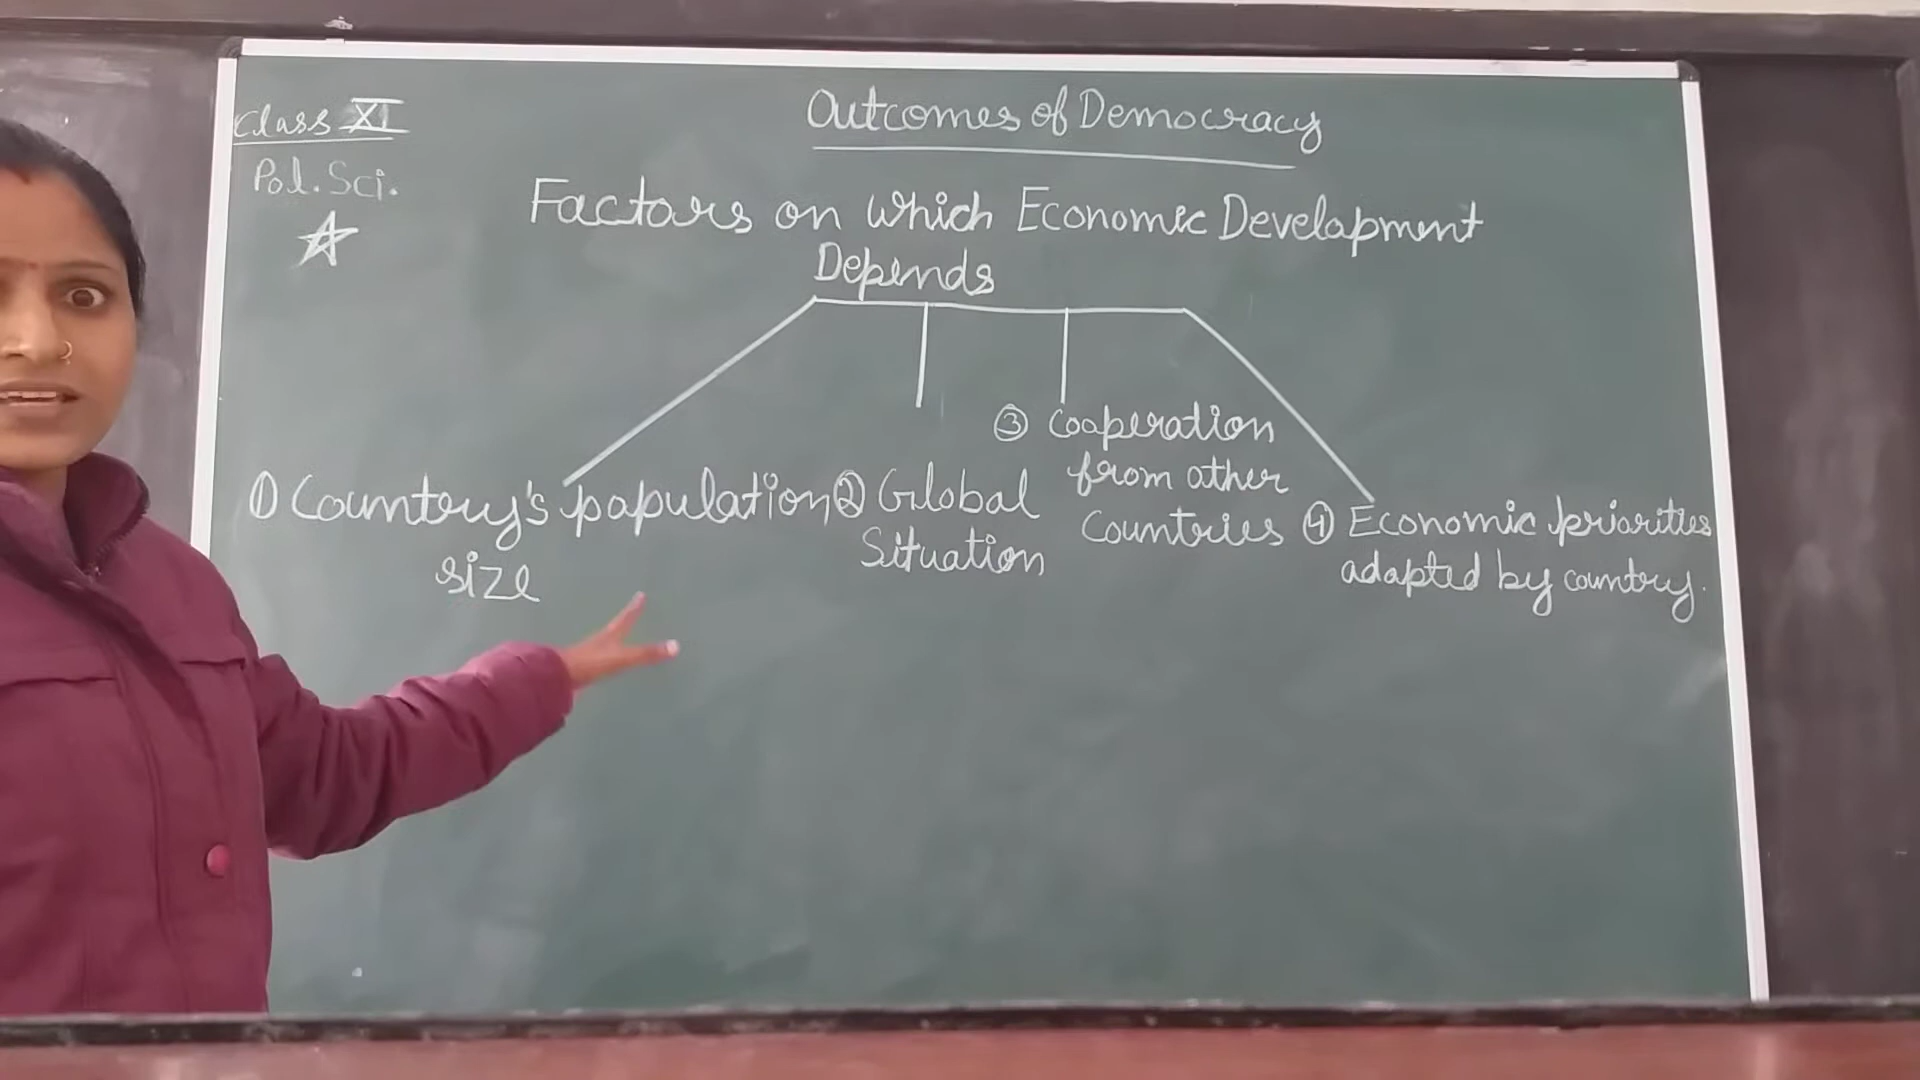 Class XI
Pol. Sci.
Outcomes of Democracy
Factors on which Economic Development
Depends
① Country's population
size
② Global
Situation
③ Cooperation
from other
Countries
④ Economic priorities
adapted by country.